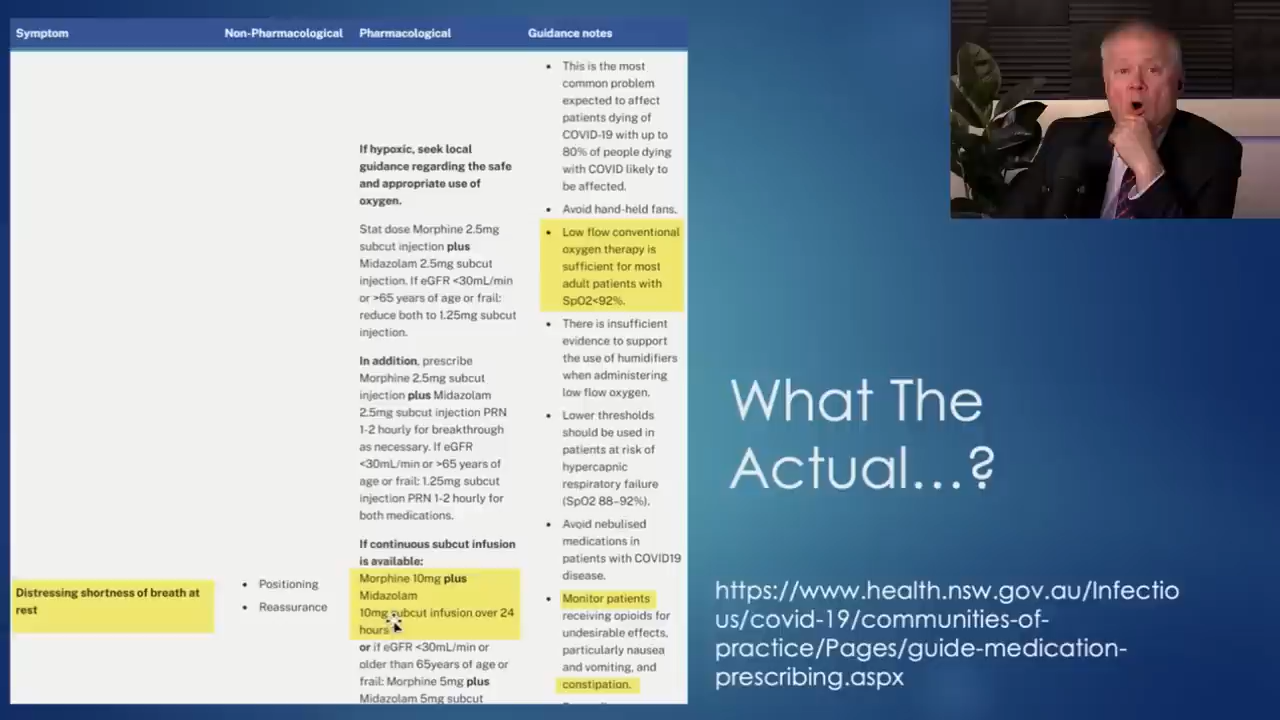 Symptom
Non-Pharmacological
Pharmacological
Guidance notes
Distressing shortness of breath at
rest
• Positioning
• Reassurance
If hypoxic, seek local
guidance regarding the safe
and appropriate use of
oxygen.
Stat dose Morphine 2.5mg
subcut injection plus
Midazolam 2.5mg subcut
injection. If eGFR <30mL/min
or >65 years of age or frail:
reduce both to 1.25mg subcut
injection.
In addition, prescribe
Morphine 2.5mg subcut
injection plus Midazolam
2.5mg subcut injection PRN
1-2 hourly for breakthrough
as necessary. If eGFR
<30mL/min or >65 years of
age or frail: 1.25mg subcut
injection PRN 1-2 hourly for
both medications.
If continuous subcut infusion
is available:
Morphine 10mg plus
Midazolam
10mg subcut infusion over 24
hours
or if eGFR <30mL/min or
older than 65years of age or
frail: Morphine 5mg plus
Midazolam 5mg subcut
• This is the most
common problem
expected to affect
patients dying of
COVID-19 with up to
80% of people dying
with COVID likely to
be affected.
• Avoid hand-held fans.
• Low flow conventional
oxygen therapy is
sufficient for most
adult patients with
SpO2<92%.
• There is insufficient
evidence to support
the use of humidifiers
when administering
low flow oxygen.
• Lower thresholds
should be used in
patients at risk of
hypercapnic
respiratory failure
(SpO2 88–92%).
• Avoid nebulised
medications in
patients with COVID19
disease.
• Monitor patients
receiving opioids for
undesirable effects,
particularly nausea
and vomiting, and
constipation.
What The
Actual...?
https://www.health.nsw.gov.au/Infectio
us/covid-19/communities-of-
practice/Pages/guide-medication-
prescribing.aspx